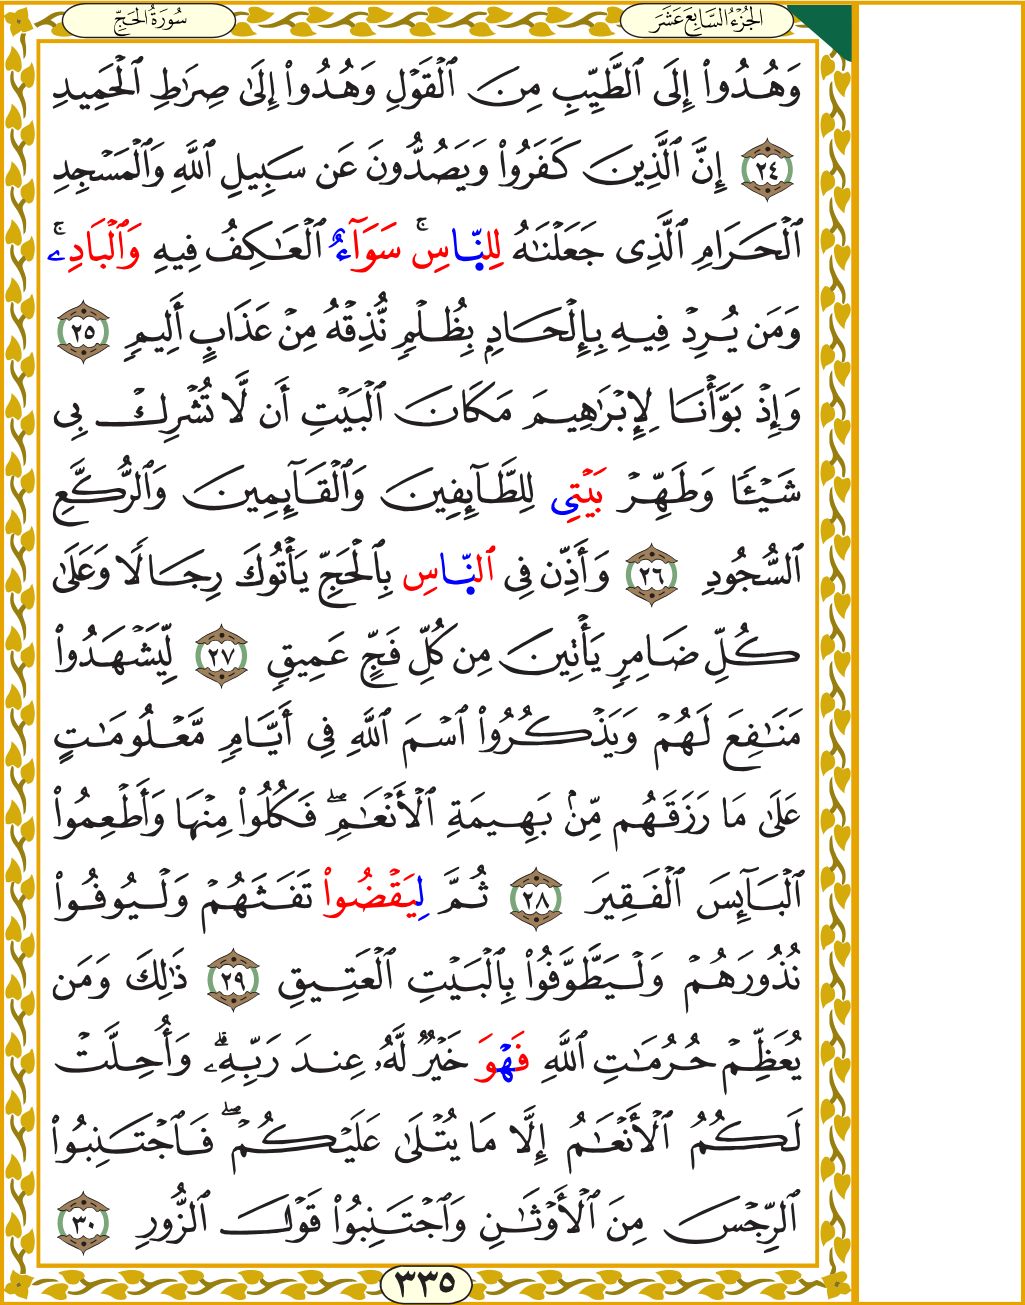 الجُزْءُ السَّابِعَ عَشَرَ
سُورَةُ الحَجِّ
وَهُدُوٓاْ إِلَى ٱلطَّيِّبِ مِنَ ٱلْقَوْلِ وَهُدُوٓاْ إِلَىٰ صِرَٰطِ ٱلْحَمِيدِ
٢٤ إِنَّ ٱلَّذِينَ كَفَرُواْ وَيَصُدُّونَ عَن سَبِيلِ ٱللَّهِ وَٱلْمَسْجِدِ
ٱلْحَرَامِ ٱلَّذِى جَعَلْنَٰهُ لِلنَّاسِۚ سَوَآءٌ ٱلْعَٰكِفُ فِيهِ وَٱلْبَادِۦۚ
وَمَن يُرِدْ فِيهِ بِإِلْحَادِۭ بِظُلْمٍ نُّذِقْهُ مِنْ عَذَابٍ أَلِيمٍ ٢٥
وَإِذْ بَوَّأْنَا لِإِبْرَٰهِيمَ مَكَانَ ٱلْبَيْتِ أَن لَّا تُشْرِكْ بِى
شَيْـًٔا وَطَهِّرْ بَيْتِى لِلطَّآئِفِينَ وَٱلْقَآئِمِينَ وَٱلرُّكَّعِ
ٱلسُّجُودِ ٢٦ وَأَذِّن فِى ٱلنَّاسِ بِٱلْحَجِّ يَأْتُوكَ رِجَالًا وَعَلَىٰ
كُلِّ ضَامِرٍ يَأْتِينَ مِن كُلِّ فَجٍّ عَمِيقٍ ٢٧ لِّيَشْهَدُواْ
مَنَٰفِعَ لَهُمْ وَيَذْكُرُواْ ٱسْمَ ٱللَّهِ فِىٓ أَيَّامٍ مَّعْلُومَٰتٍ
عَلَىٰ مَا رَزَقَهُم مِّنۢ بَهِيمَةِ ٱلْأَنْعَٰمِۖ فَكُلُواْ مِنْهَا وَأَطْعِمُواْ
ٱلْبَآئِسَ ٱلْفَقِيرَ ٢٨ ثُمَّ لِيَقْضُواْ تَفَثَهُمْ وَلْيُوفُواْ
نُذُورَهُمْ وَلْيَطَّوَّفُواْ بِٱلْبَيْتِ ٱلْعَتِيقِ ٢٩ ذَٰلِكَ وَمَن
يُعَظِّمْ حُرُمَٰتِ ٱللَّهِ فَهْوَ خَيْرٌ لَّهُۥ عِندَ رَبِّهِۦۗ وَأُحِلَّتْ
لَكُمُ ٱلْأَنْعَٰمُ إِلَّا مَا يُتْلَىٰ عَلَيْكُمْۖ فَٱجْتَنِبُواْ
ٱلرِّجْسَ مِنَ ٱلْأَوْثَٰنِ وَٱجْتَنِبُواْ قَوْلَ ٱلزُّورِ ٣٠
٣٣٥